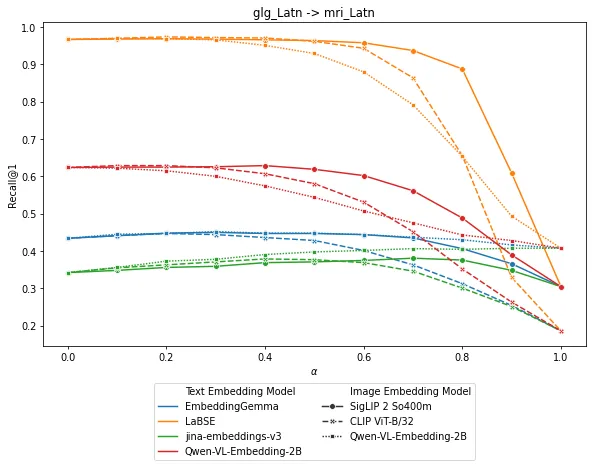 glg_Latn -> mri_Latn
1.0
0.9
0.8
0.7
0.6
0.5
0.4
0.3
0.2
Recall@1
0.0 0.2 0.4 0.6 0.8 1.0
α
Text Embedding Model Image Embedding Model
EmbeddingGemma SigLIP 2 So400m
LaBSE CLIP ViT-B/32
jina-embeddings-v3 Qwen-VL-Embedding-2B
Qwen-VL-Embedding-2B